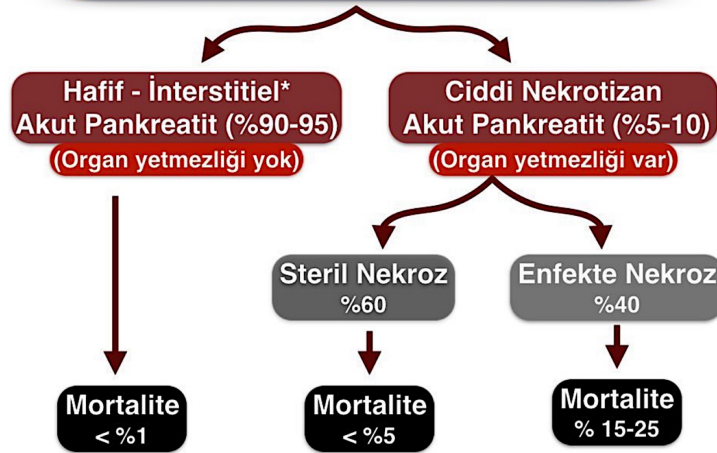 Hafif - İnterstitiel*
Akut Pankreatit (%90-95)
(Organ yetmezliği yok)
Ciddi Nekrotizan
Akut Pankreatit (%5-10)
(Organ yetmezliği var)
Steril Nekroz
%60
Enfekte Nekroz
%40
Mortalite
< %1
Mortalite
< %5
Mortalite
% 15-25